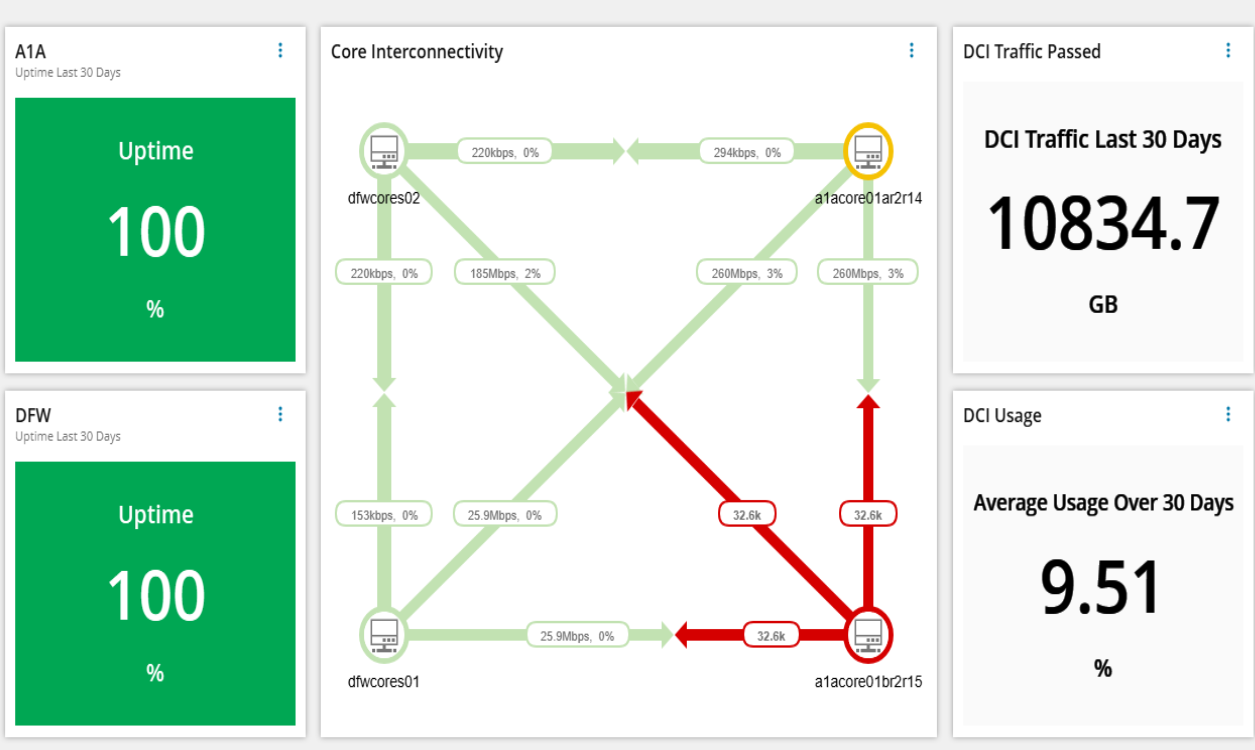 A1A
Uptime Last 30 Days
Uptime
100
%
DFW
Uptime Last 30 Days
Uptime
100
%
Core Interconnectivity
220kbps, 0%
294kbps, 0%
dfwcores02
a1acore01ar2r14
220kbps, 0%
185Mbps, 2%
260Mbps, 3%
260Mbps, 3%
153kbps, 0%
25.9Mbps, 0%
32.6k
32.6k
25.9Mbps, 0%
32.6k
dfwcores01
a1acore01br2r15
DCI Traffic Passed
DCI Traffic Last 30 Days
10834.7
GB
DCI Usage
Average Usage Over 30 Days
9.51
%